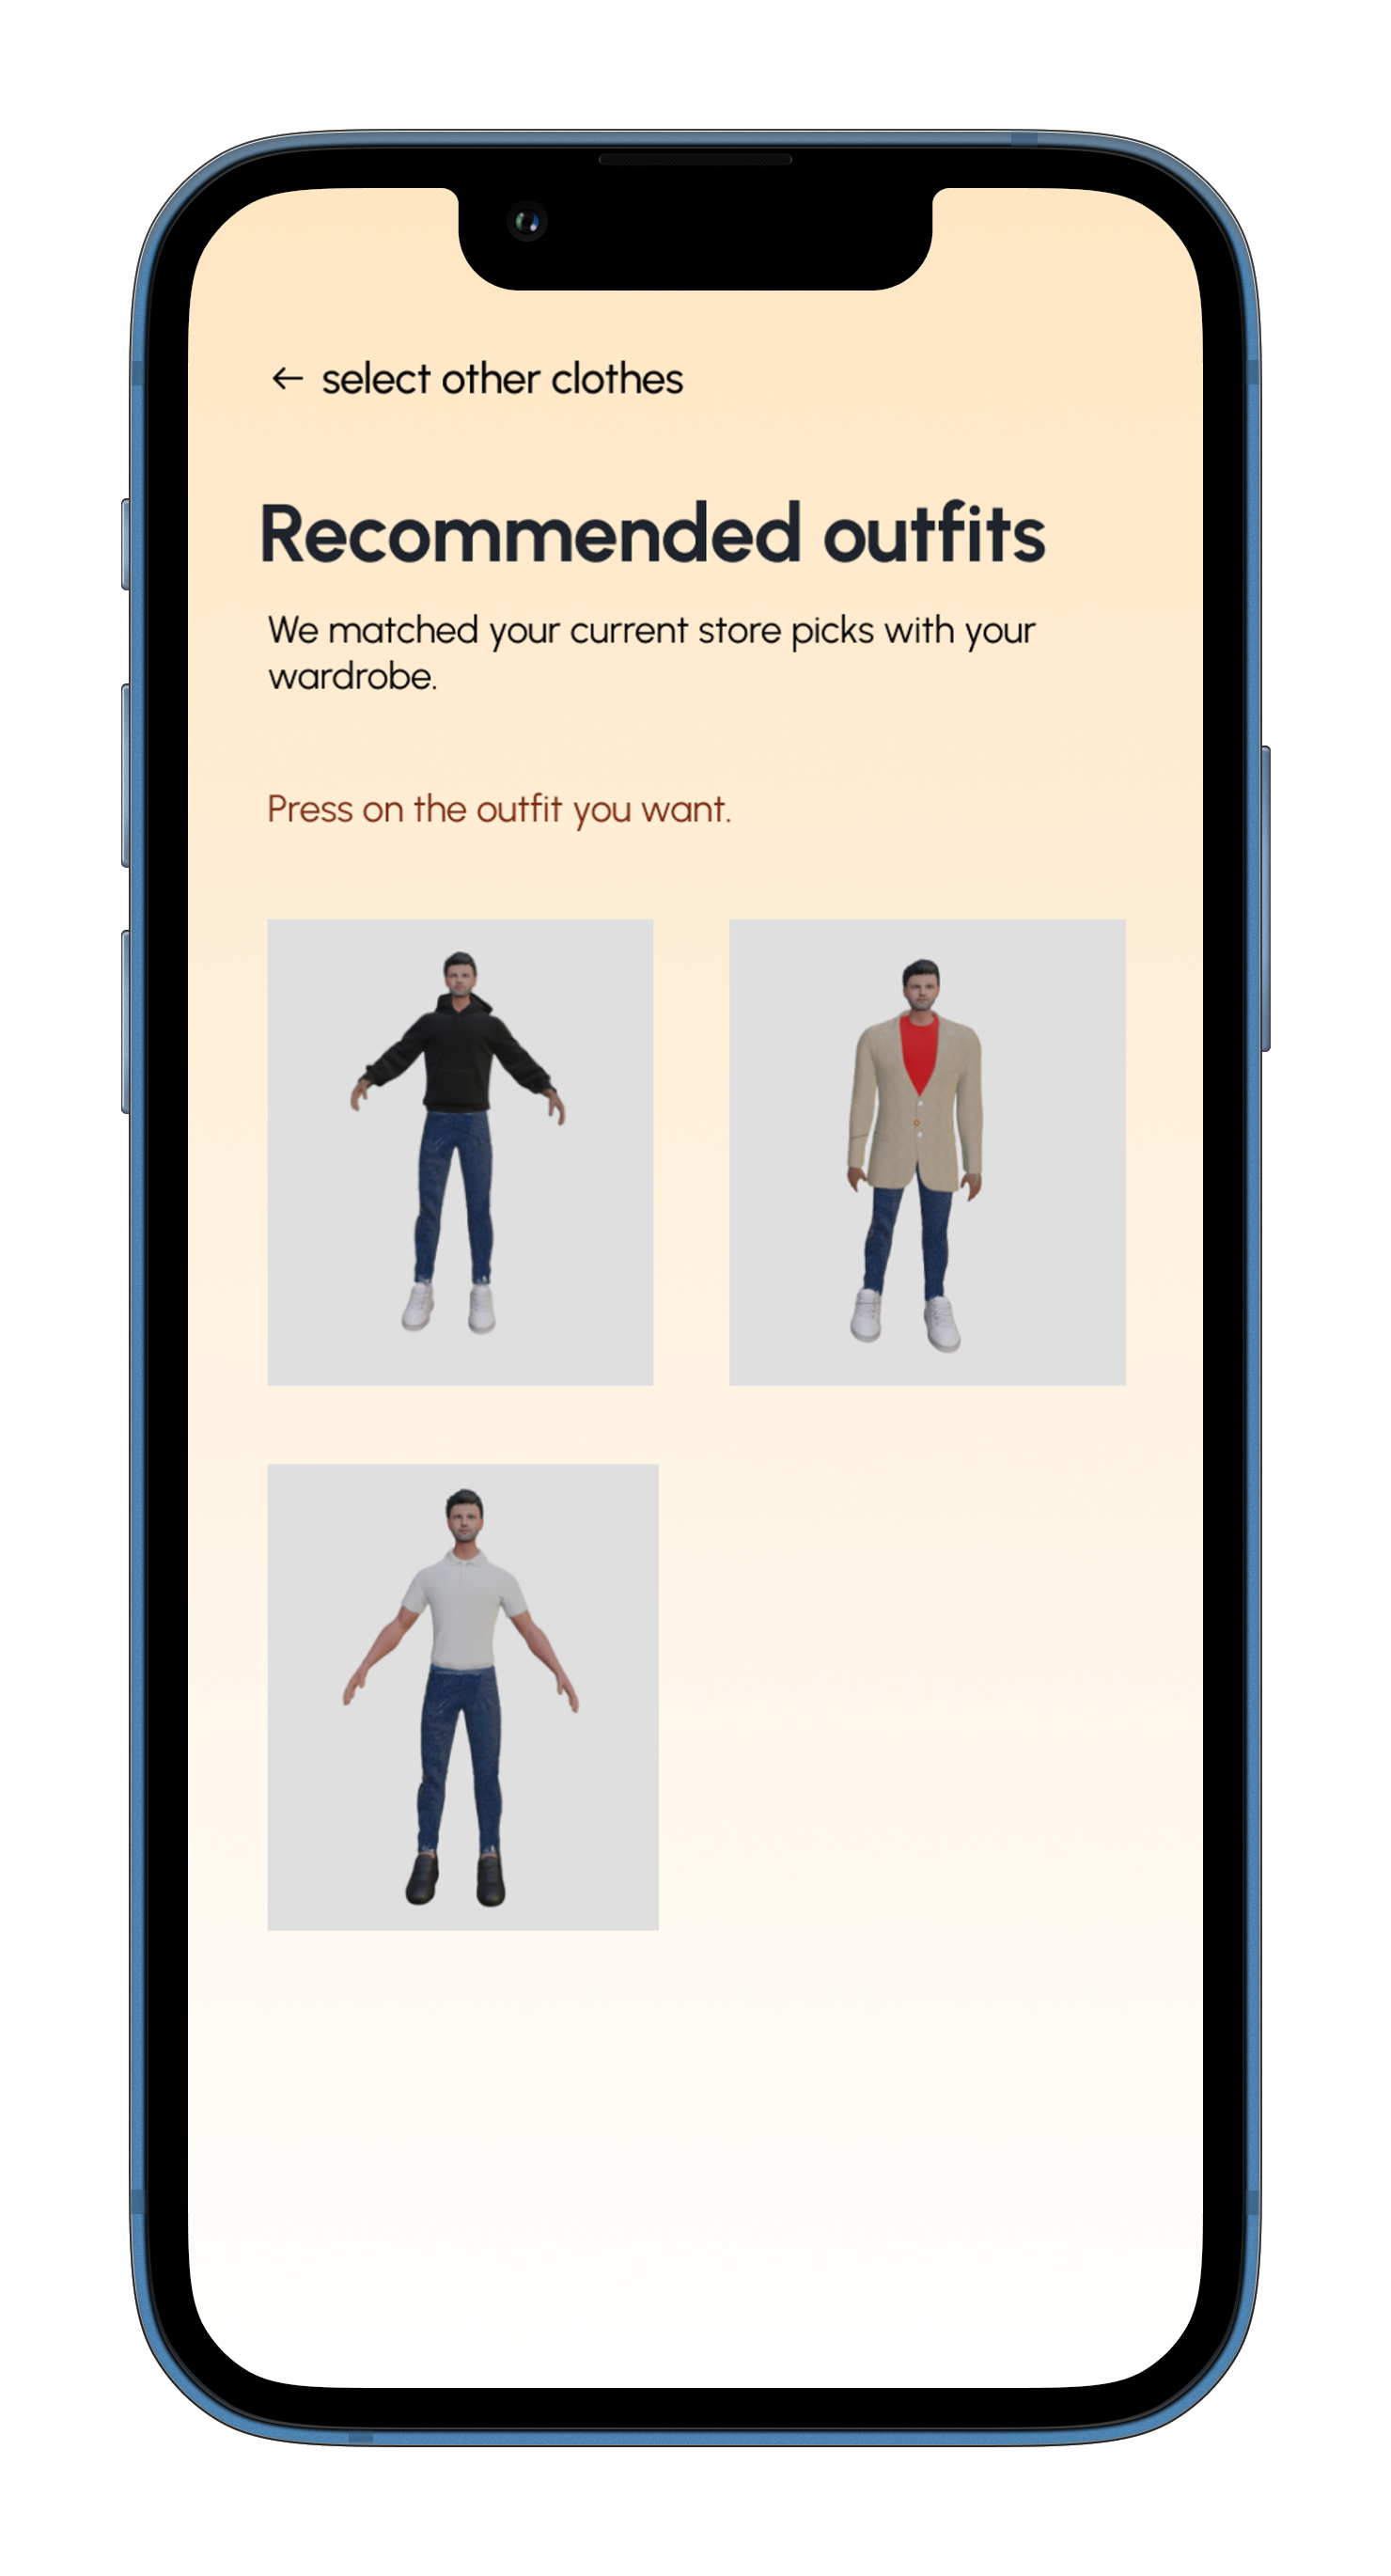 ← select other clothes
Recommended outfits
We matched your current store picks with your
wardrobe.
Press on the outfit you want.